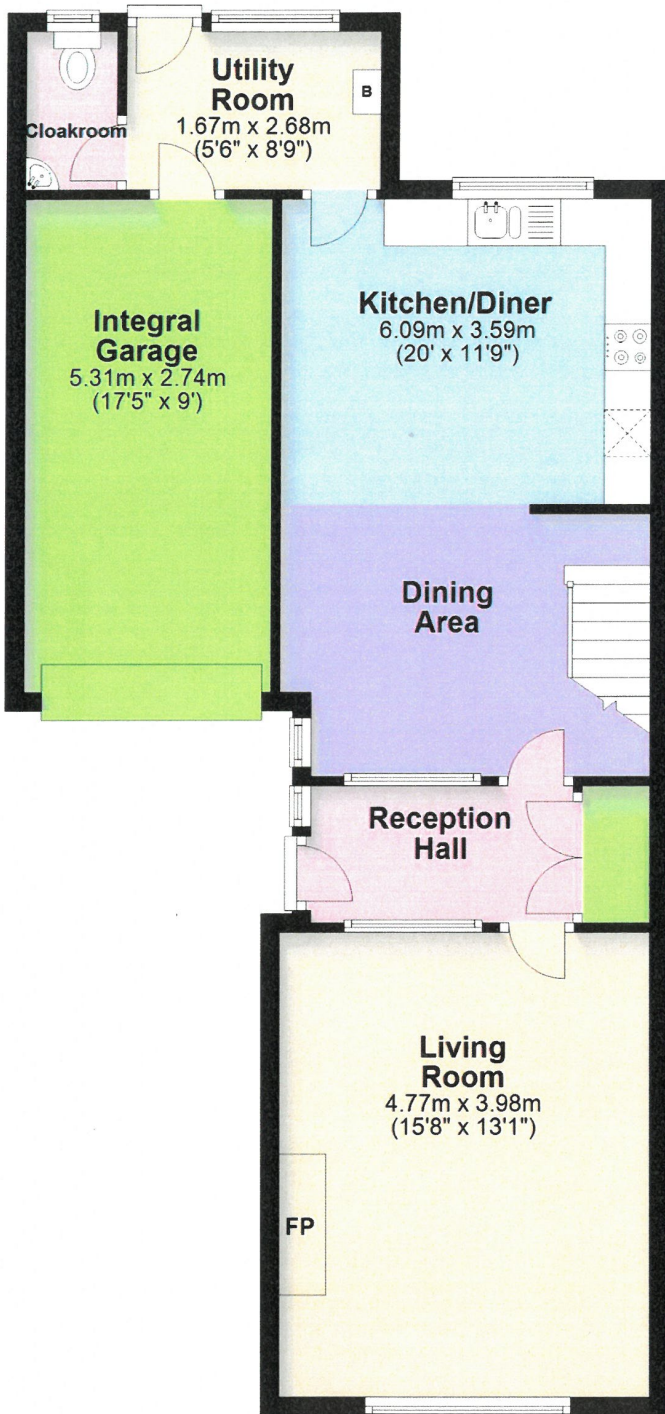 Utility
Room
1.67m x 2.68m
(5'6" x 8'9")
B
Cloakroom
Integral
Garage
5.31m x 2.74m
(17'5" x 9')
Kitchen/Diner
6.09m x 3.59m
(20' x 11'9")
Dining
Area
Reception
Hall
Living
Room
4.77m x 3.98m
(15'8" x 13'1")
FP